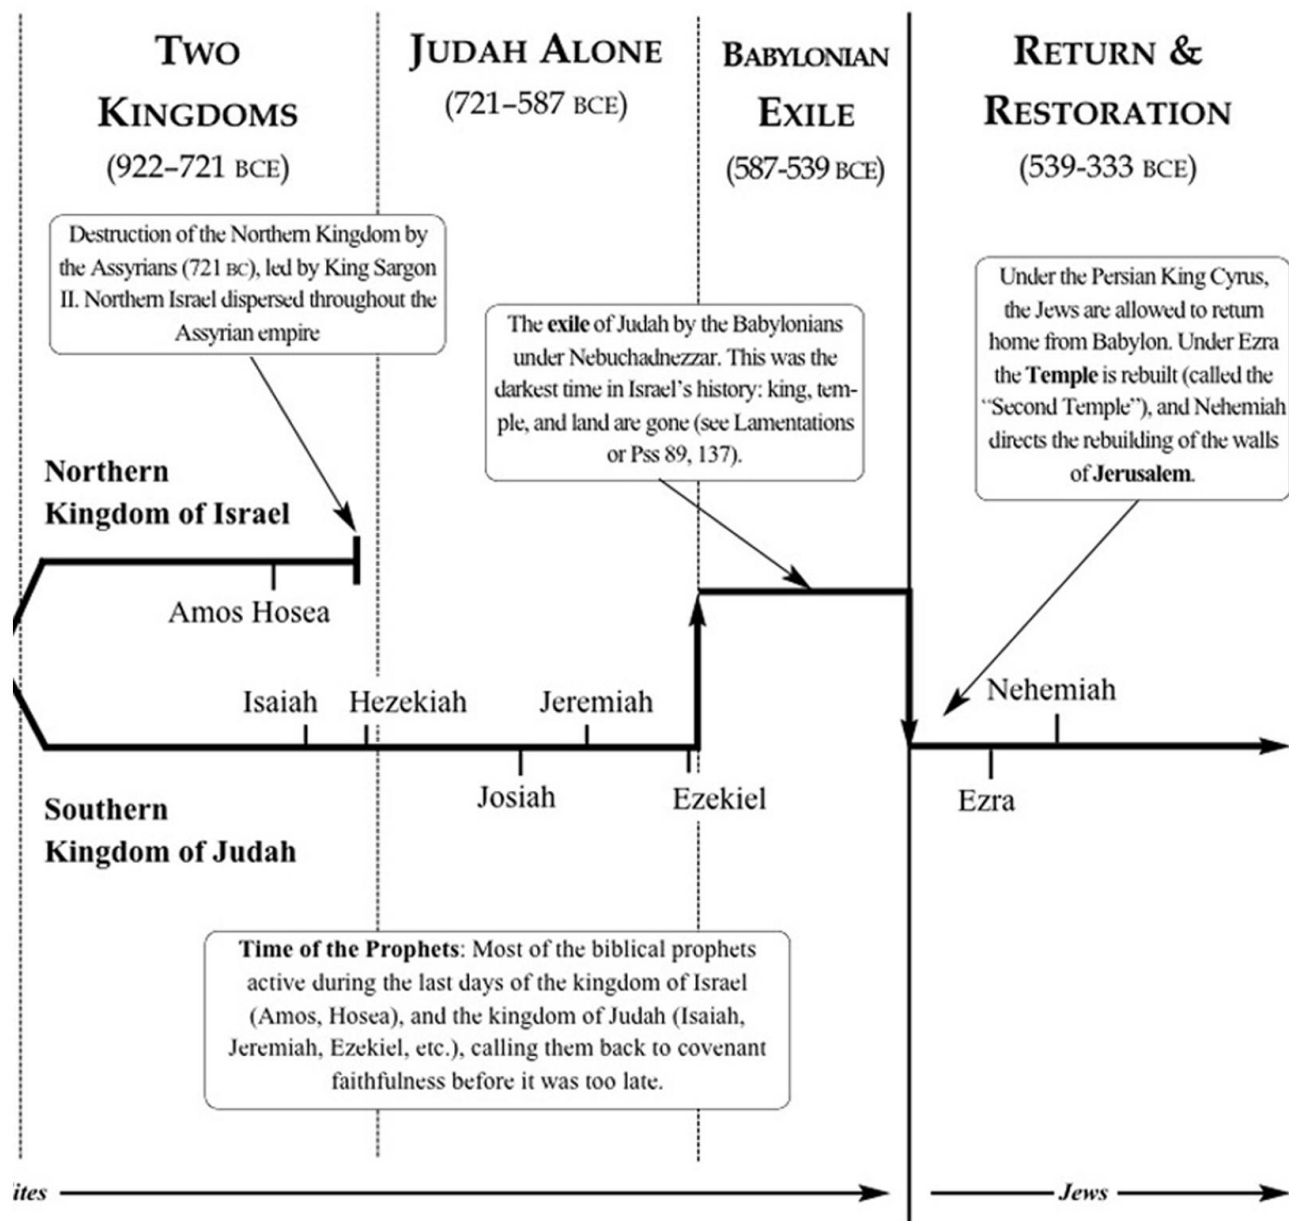 TWO
KINGDOMS
(922–721 BCE)
JUDAH ALONE
(721–587 BCE)
BABYLONIAN
EXILE
(587-539 BCE)
RETURN &
RESTORATION
(539-333 BCE)
Destruction of the Northern Kingdom by
the Assyrians (721 BC), led by King Sargon
II. Northern Israel dispersed throughout the
Assyrian empire
The exile of Judah by the Babylonians
under Nebuchadnezzar. This was the
darkest time in Israel's history: king, tem-
ple, and land are gone (see Lamentations
or Pss 89, 137).
Under the Persian King Cyrus,
the Jews are allowed to return
home from Babylon. Under Ezra
the Temple is rebuilt (called the
“Second Temple”), and Nehemiah
directs the rebuilding of the walls
of Jerusalem.
Northern
Kingdom of Israel
Amos Hosea
Isaiah
Hezekiah
Jeremiah
Nehemiah
Josiah
Ezekiel
Ezra
Southern
Kingdom of Judah
Time of the Prophets: Most of the biblical prophets
active during the last days of the kingdom of Israel
(Amos, Hosea), and the kingdom of Judah (Isaiah,
Jeremiah, Ezekiel, etc.), calling them back to covenant
faithfulness before it was too late.
ites
Jews